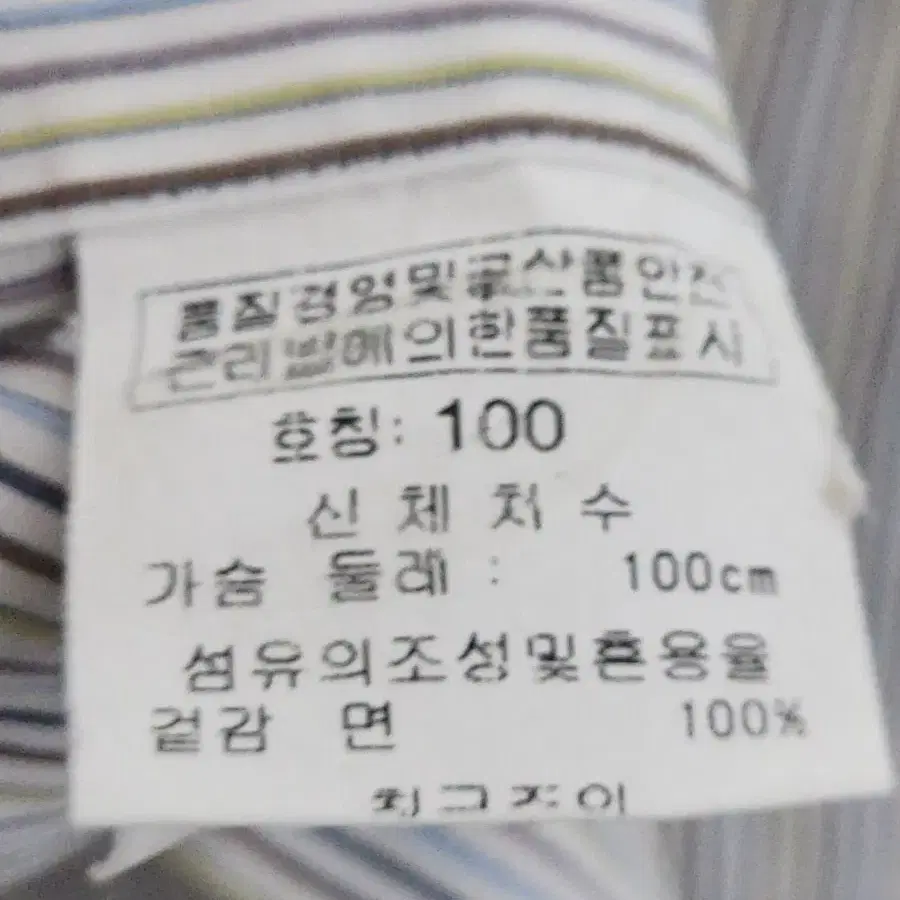 품질경영및공산품안전
관리법에의한품질표시
호칭: 100
신 체 치 수
가슴 둘레 : 100cm
섬유의조성및혼용율
겉감 면 100%